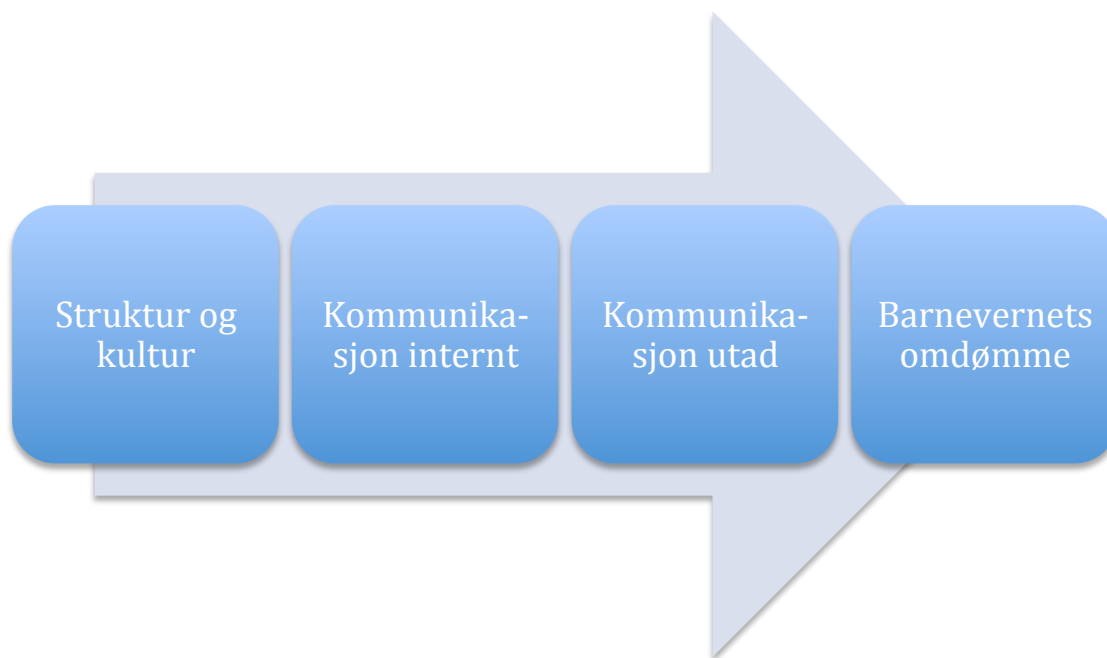 Struktur og
kultur
Kommunika-
sjon internt
Kommunika-
sjon utad
Barnevernets
omdømme